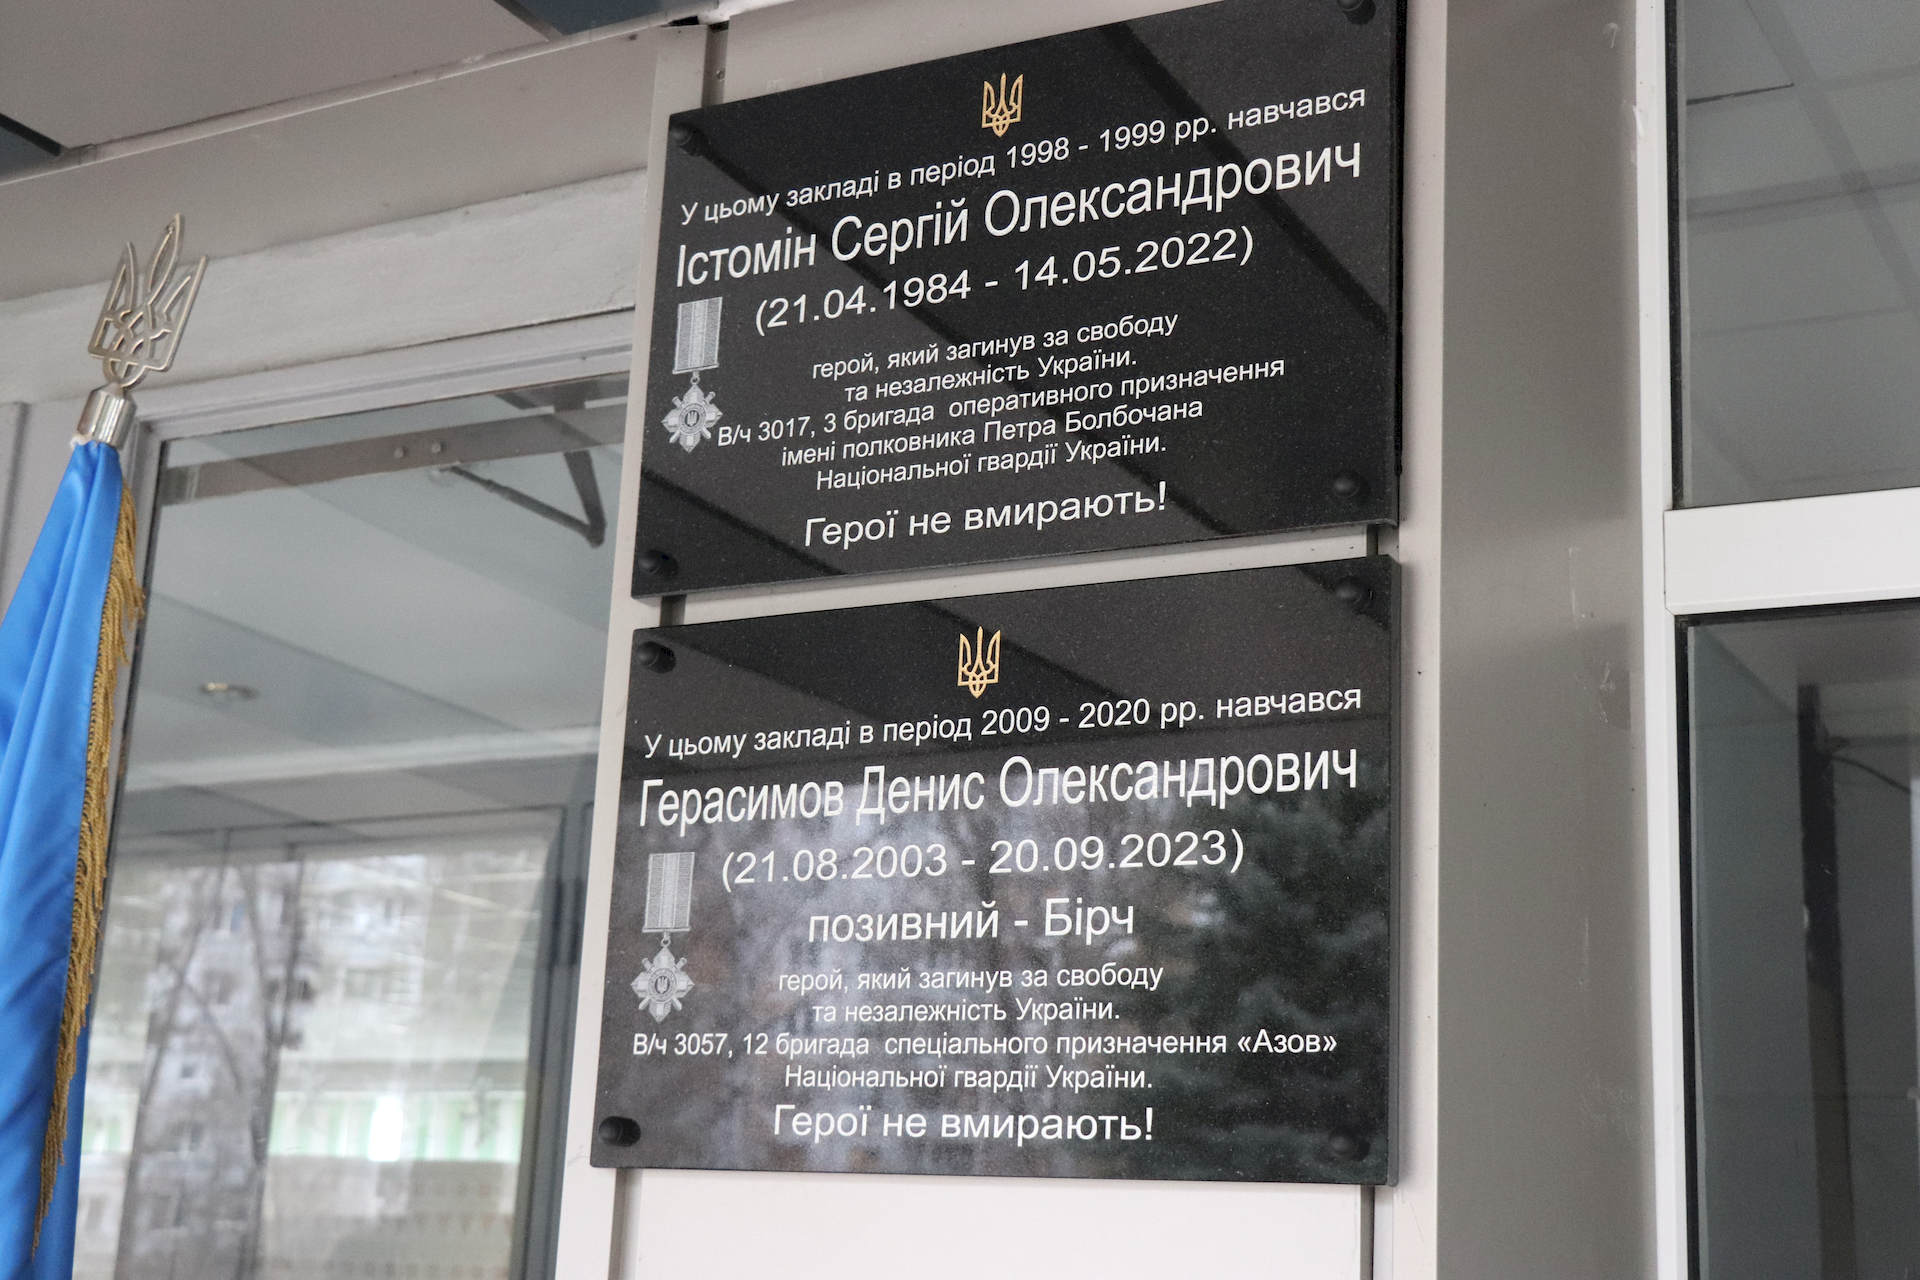 У цьому закладі в період 1998 - 1999 рр. навчався
Істомін Сергій Олександрович
(21.04.1984 - 14.05.2022)
герой, який загинув за свободу
та незалежність України.
В/ч 3017, 3 бригада оперативного призначення
імені полковника Петра Болбочана
Національної гвардії України.
Герої не вмирають!
У цьому закладі в період 2009 - 2020 рр. навчався
Герасимов Денис Олександрович
(21.08.2003 - 20.09.2023)
позивний - Бірч
герой, який загинув за свободу
та незалежність України.
В/ч 3057, 12 бригада спеціального призначення «Азов»
Національної гвардії України.
Герої не вмирають!